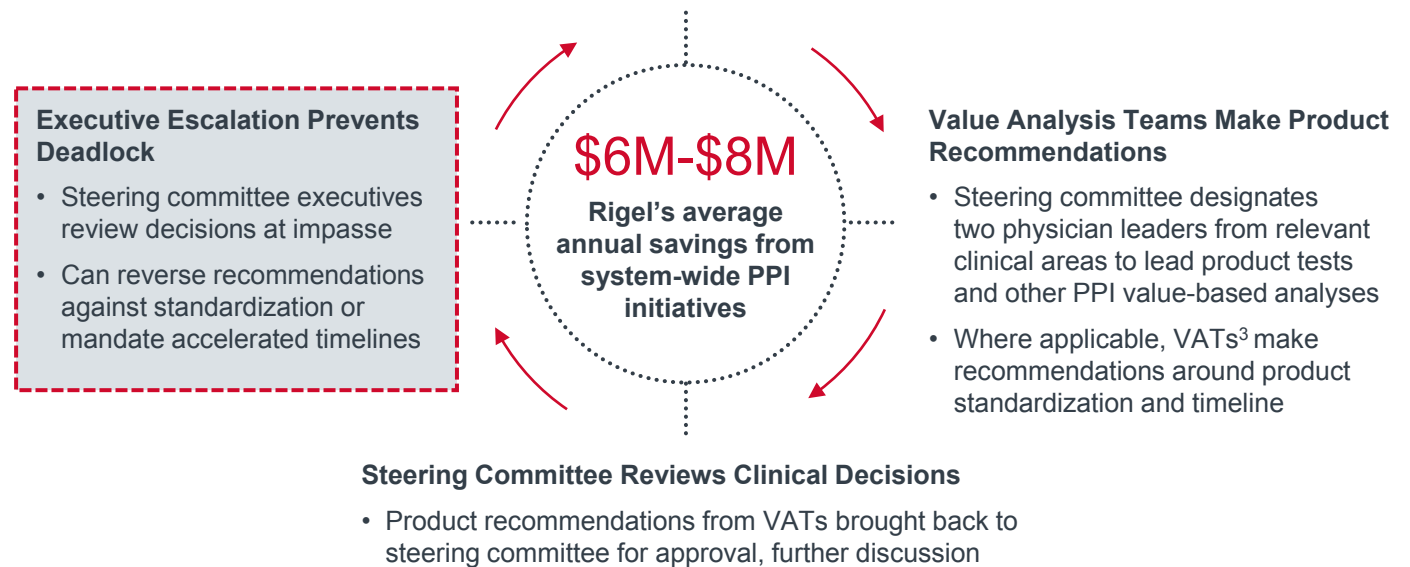 Executive Escalation Prevents
Deadlock
• Steering committee executives
review decisions at impasse
• Can reverse recommendations
against standardization or
mandate accelerated timelines
$6M-$8M
Rigel’s average
annual savings from
system-wide PPI
initiatives
Value Analysis Teams Make Product
Recommendations
• Steering committee designates
two physician leaders from relevant
clinical areas to lead product tests
and other PPI value-based analyses
• Where applicable, VATs³ make
recommendations around product
standardization and timeline
Steering Committee Reviews Clinical Decisions
• Product recommendations from VATs brought back to
steering committee for approval, further discussion